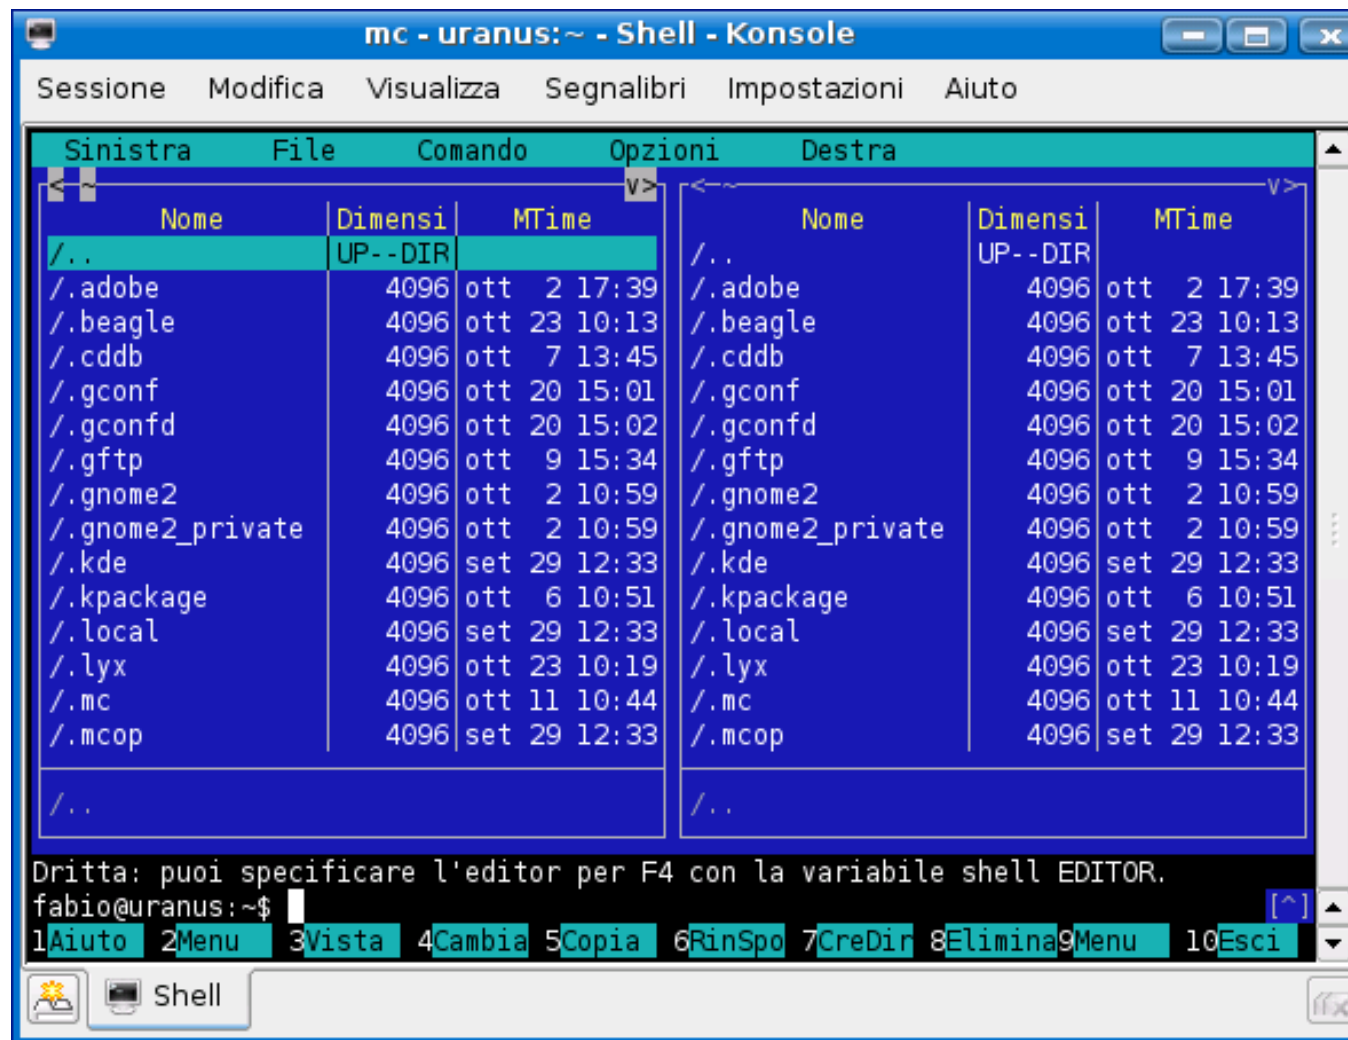 mc - uranus:~ - Shell - Konsole
Sessione Modifica Visualizza Segnalibri Impostazioni Aiuto
Sinistra File Comando Opzioni Destra
<-~ v> <-~ v>
Nome Dimensi MTime Nome Dimensi MTime
/.. UP--DIR /.. UP--DIR
/.adobe 4096 ott 2 17:39 /.adobe 4096 ott 2 17:39
/.beagle 4096 ott 23 10:13 /.beagle 4096 ott 23 10:13
/.cddb 4096 ott 7 13:45 /.cddb 4096 ott 7 13:45
/.gconf 4096 ott 20 15:01 /.gconf 4096 ott 20 15:01
/.gconfd 4096 ott 20 15:02 /.gconfd 4096 ott 20 15:02
/.gftp 4096 ott 9 15:34 /.gftp 4096 ott 9 15:34
/.gnome2 4096 ott 2 10:59 /.gnome2 4096 ott 2 10:59
/.gnome2_private 4096 ott 2 10:59 /.gnome2_private 4096 ott 2 10:59
/.kde 4096 set 29 12:33 /.kde 4096 set 29 12:33
/.kpackage 4096 ott 6 10:51 /.kpackage 4096 ott 6 10:51
/.local 4096 set 29 12:33 /.local 4096 set 29 12:33
/.lyx 4096 ott 23 10:19 /.lyx 4096 ott 23 10:19
/.mc 4096 ott 11 10:44 /.mc 4096 ott 11 10:44
/.mcop 4096 set 29 12:33 /.mcop 4096 set 29 12:33
/.. /..
Dritta: puoi specificare l'editor per F4 con la variabile shell EDITOR.
fabio@uranus:~$ [^]
1Aiuto 2Menu 3Vista 4Cambia 5Copia 6RinSpo 7CreDir 8Elimina 9Menu 10Esci
Shell